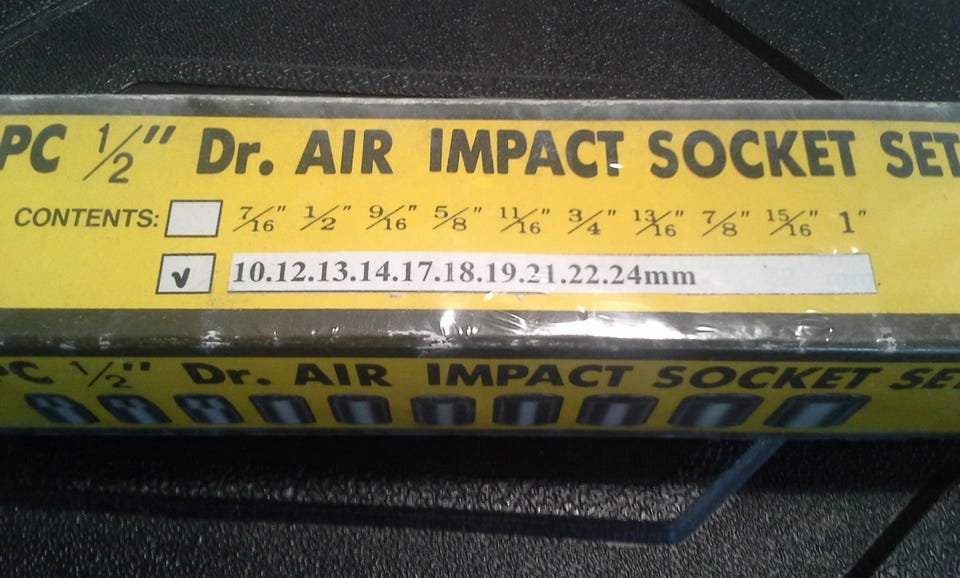 PC 1/2" Dr. AIR IMPACT SOCKET SET
CONTENTS: 7/16" 1/2" 9/16" 5/8" 11/16" 3/4" 13/16" 7/8" 15/16" 1"
v 10.12.13.14.17.18.19.21.22.24mm
PC 1/2" Dr. AIR IMPACT SOCKET SET